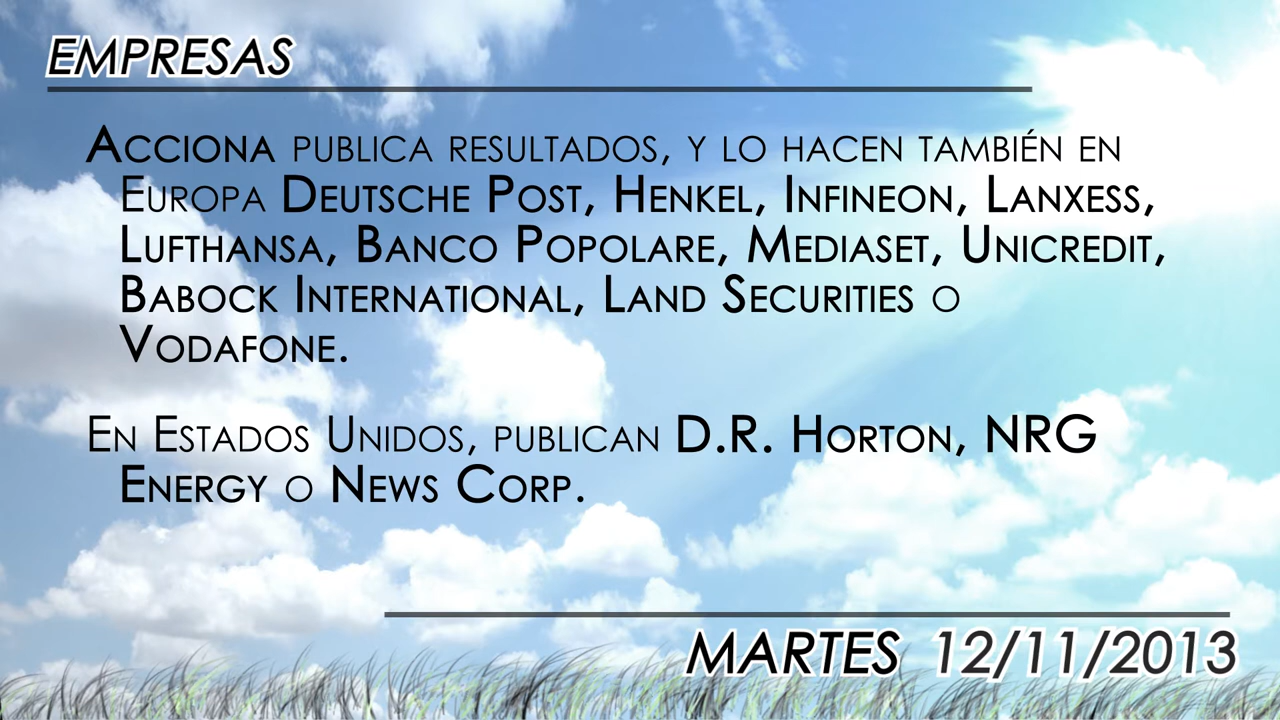 EMPRESAS
ACCIONA PUBLICA RESULTADOS, Y LO HACEN TAMBIÉN EN
EUROPA DEUTSCHE POST, HENKEL, INFINEON, LANXESS,
LUFTHANSA, BANCO POPOLARE, MEDIASET, UNICREDIT,
BABOCK INTERNATIONAL, LAND SECURITIES O
VODAFONE.
EN ESTADOS UNIDOS, PUBLICAN D.R. HORTON, NRG
ENERGY O NEWS CORP.
MARTES 12/11/2013